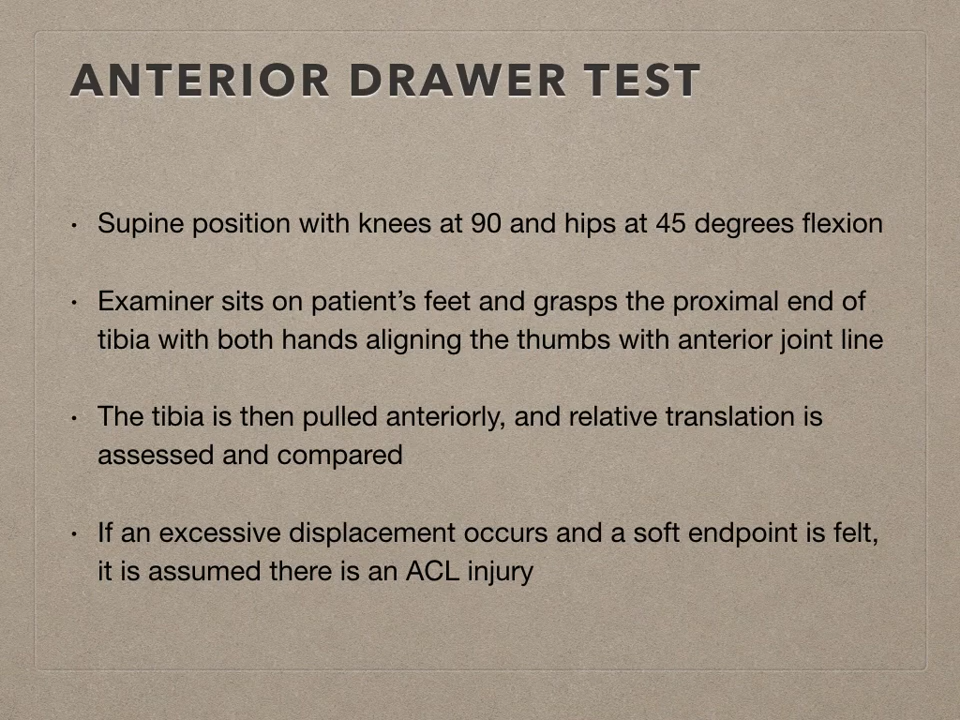 ANTERIOR DRAWER TEST
• Supine position with knees at 90 and hips at 45 degrees flexion
• Examiner sits on patient’s feet and grasps the proximal end of
tibia with both hands aligning the thumbs with anterior joint line
• The tibia is then pulled anteriorly, and relative translation is
assessed and compared
• If an excessive displacement occurs and a soft endpoint is felt,
it is assumed there is an ACL injury